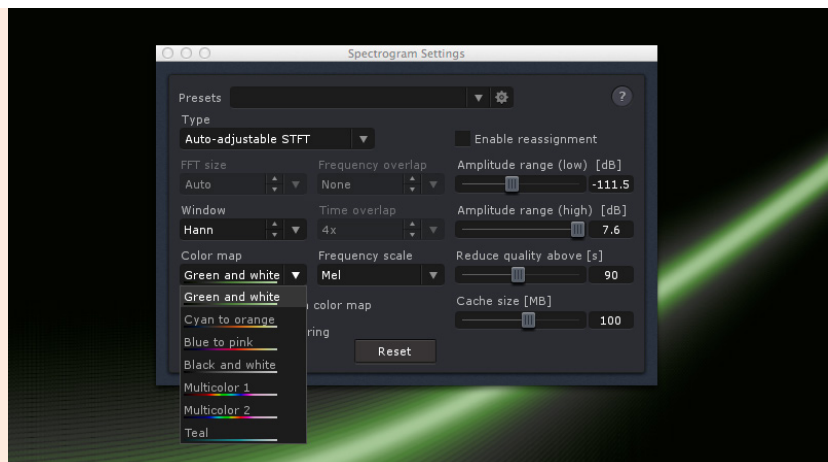 Spectrogram Settings
Presets
?
Type
Auto-adjustable STFT
Enable reassignment
FFT size
Frequency overlap
Amplitude range (low) [dB]
Auto
None
-111.5
Window
Time overlap
Amplitude range (high) [dB]
Hann
4x
7.6
Color map
Frequency scale
Reduce quality above [s]
Green and white
Mel
90
Green and white
color map
Cache size [MB]
Cyan to orange
100
ring
Blue to pink
Reset
Black and white
Multicolor 1
Multicolor 2
Teal